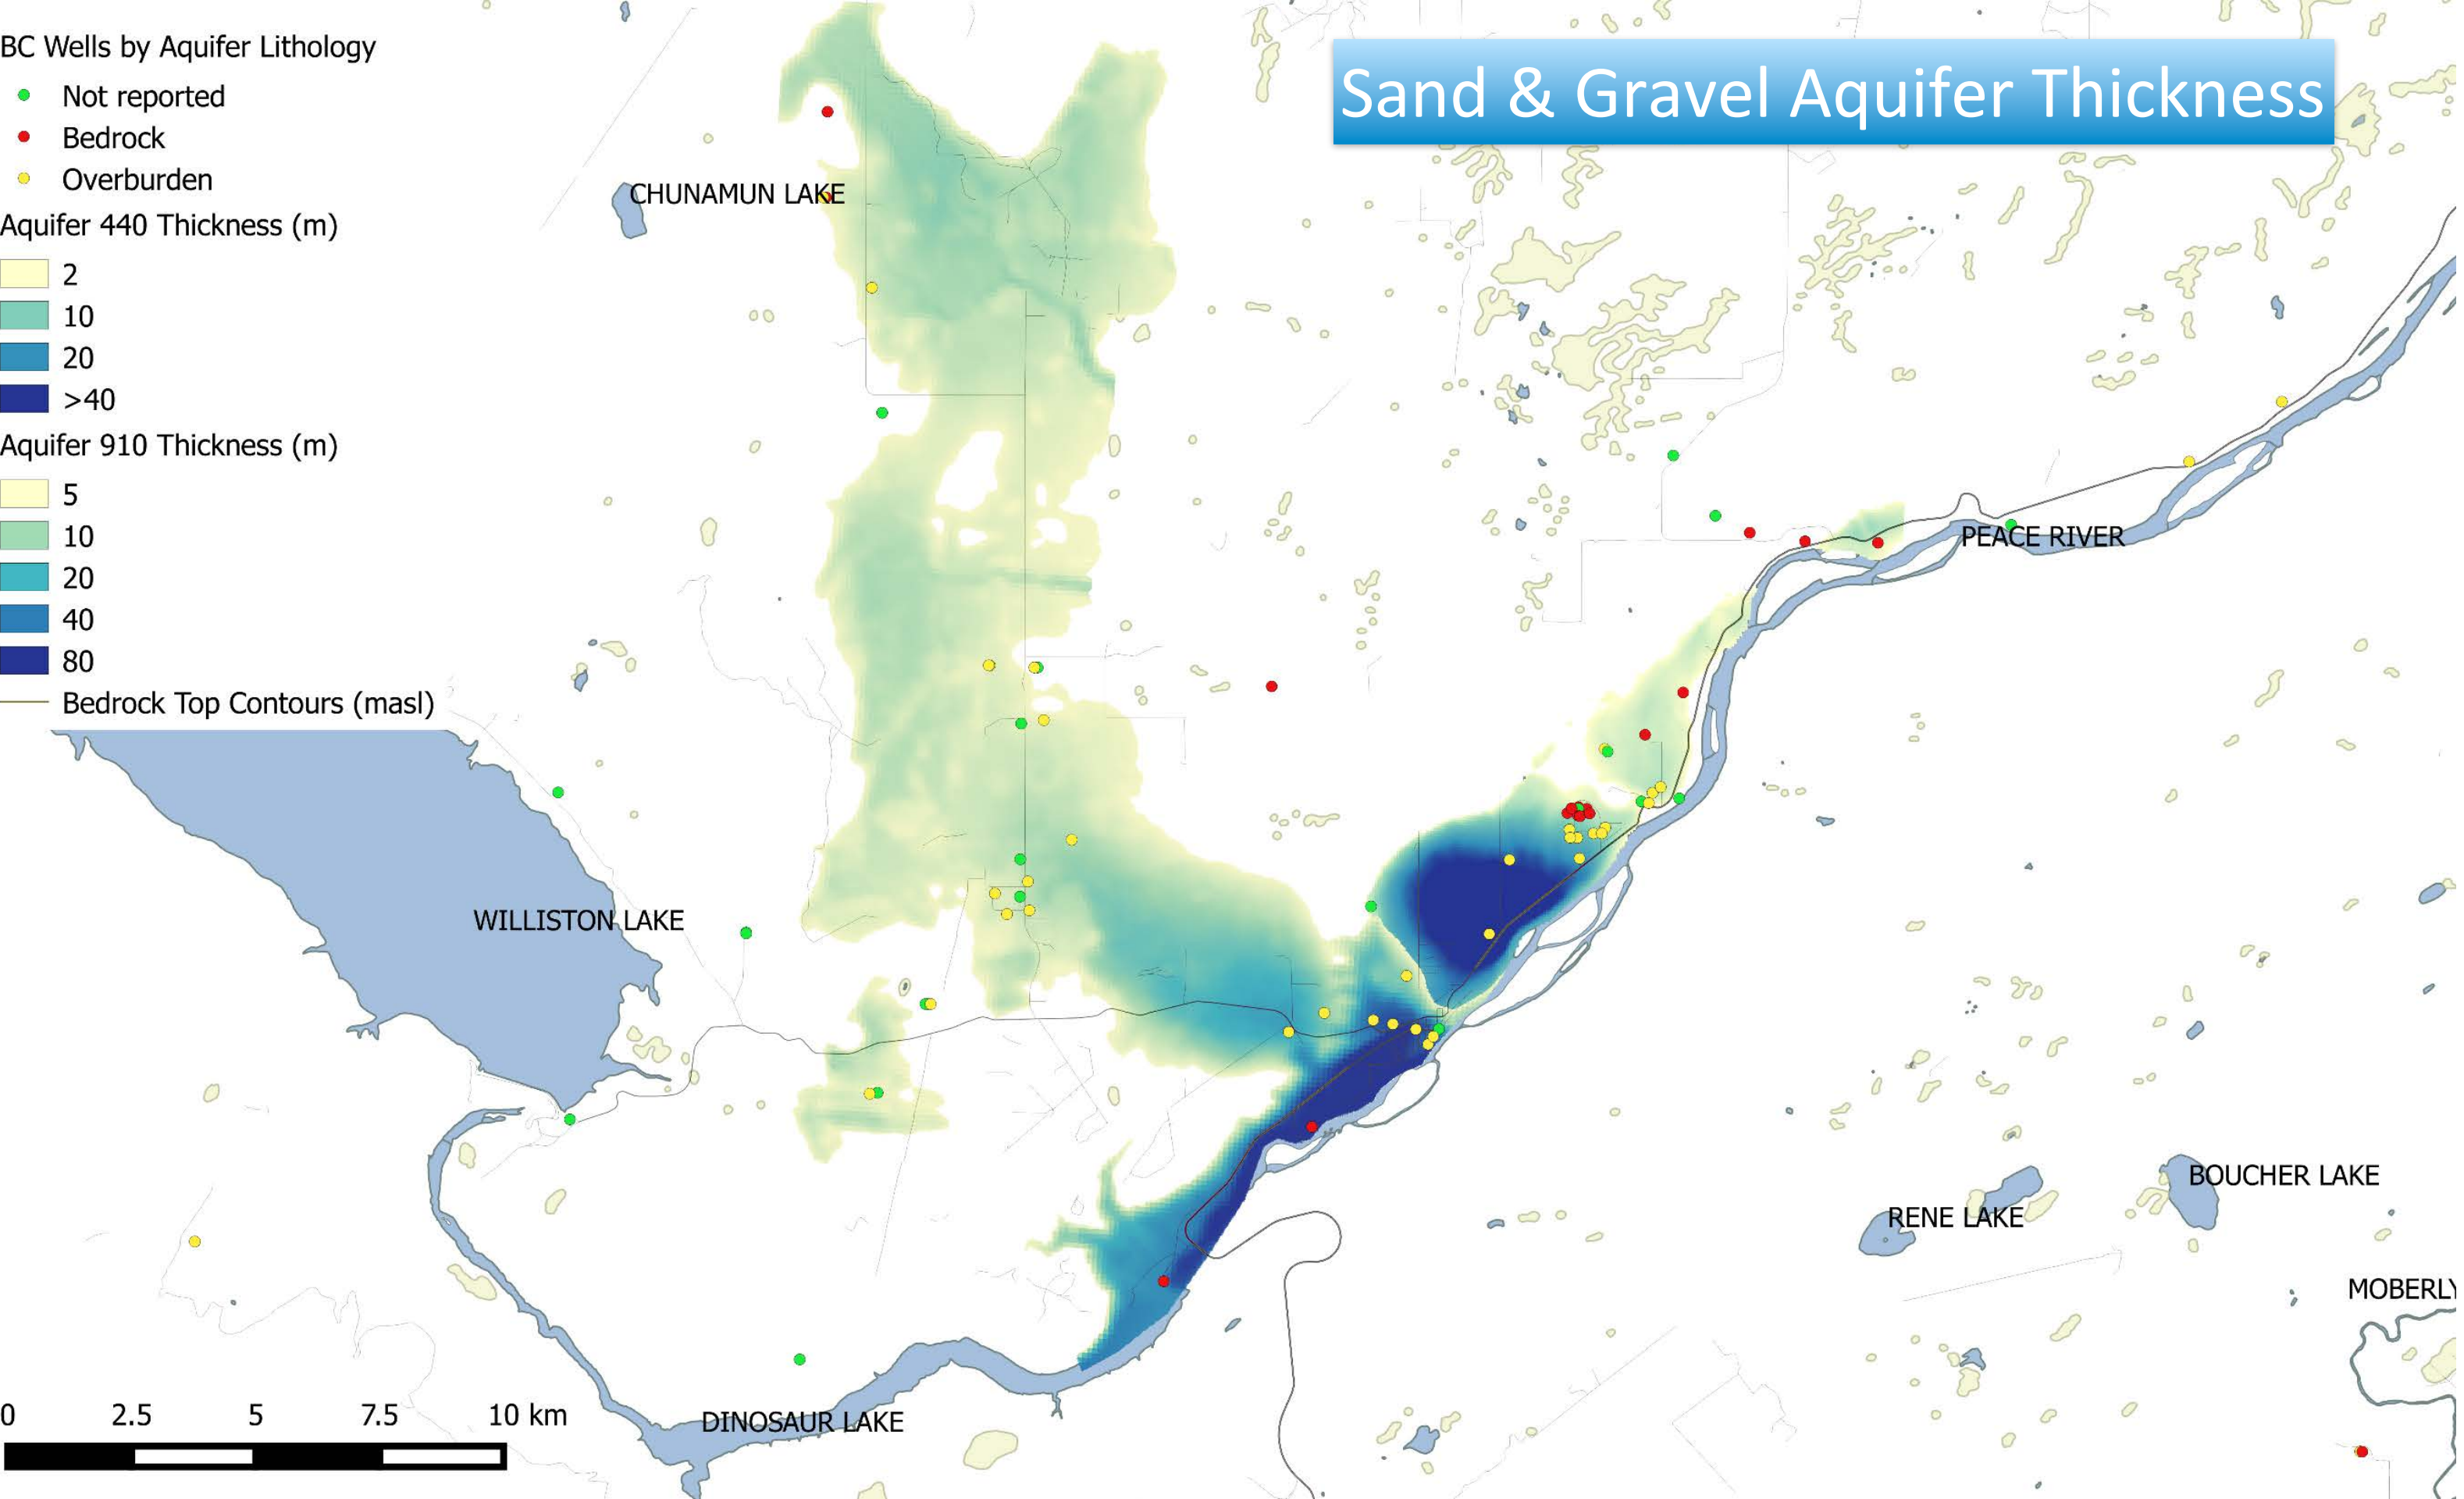 Sand & Gravel Aquifer Thickness
BC Wells by Aquifer Lithology
Not reported
Bedrock
Overburden
Aquifer 440 Thickness (m)
2
10
20
>40
Aquifer 910 Thickness (m)
5
10
20
40
80
Bedrock Top Contours (masl)
CHUNAMUN LAKE
PEACE RIVER
WILLISTON LAKE
BOUCHER LAKE
RENE LAKE
MOBERLY
DINOSAUR LAKE
0 2.5 5 7.5 10 km